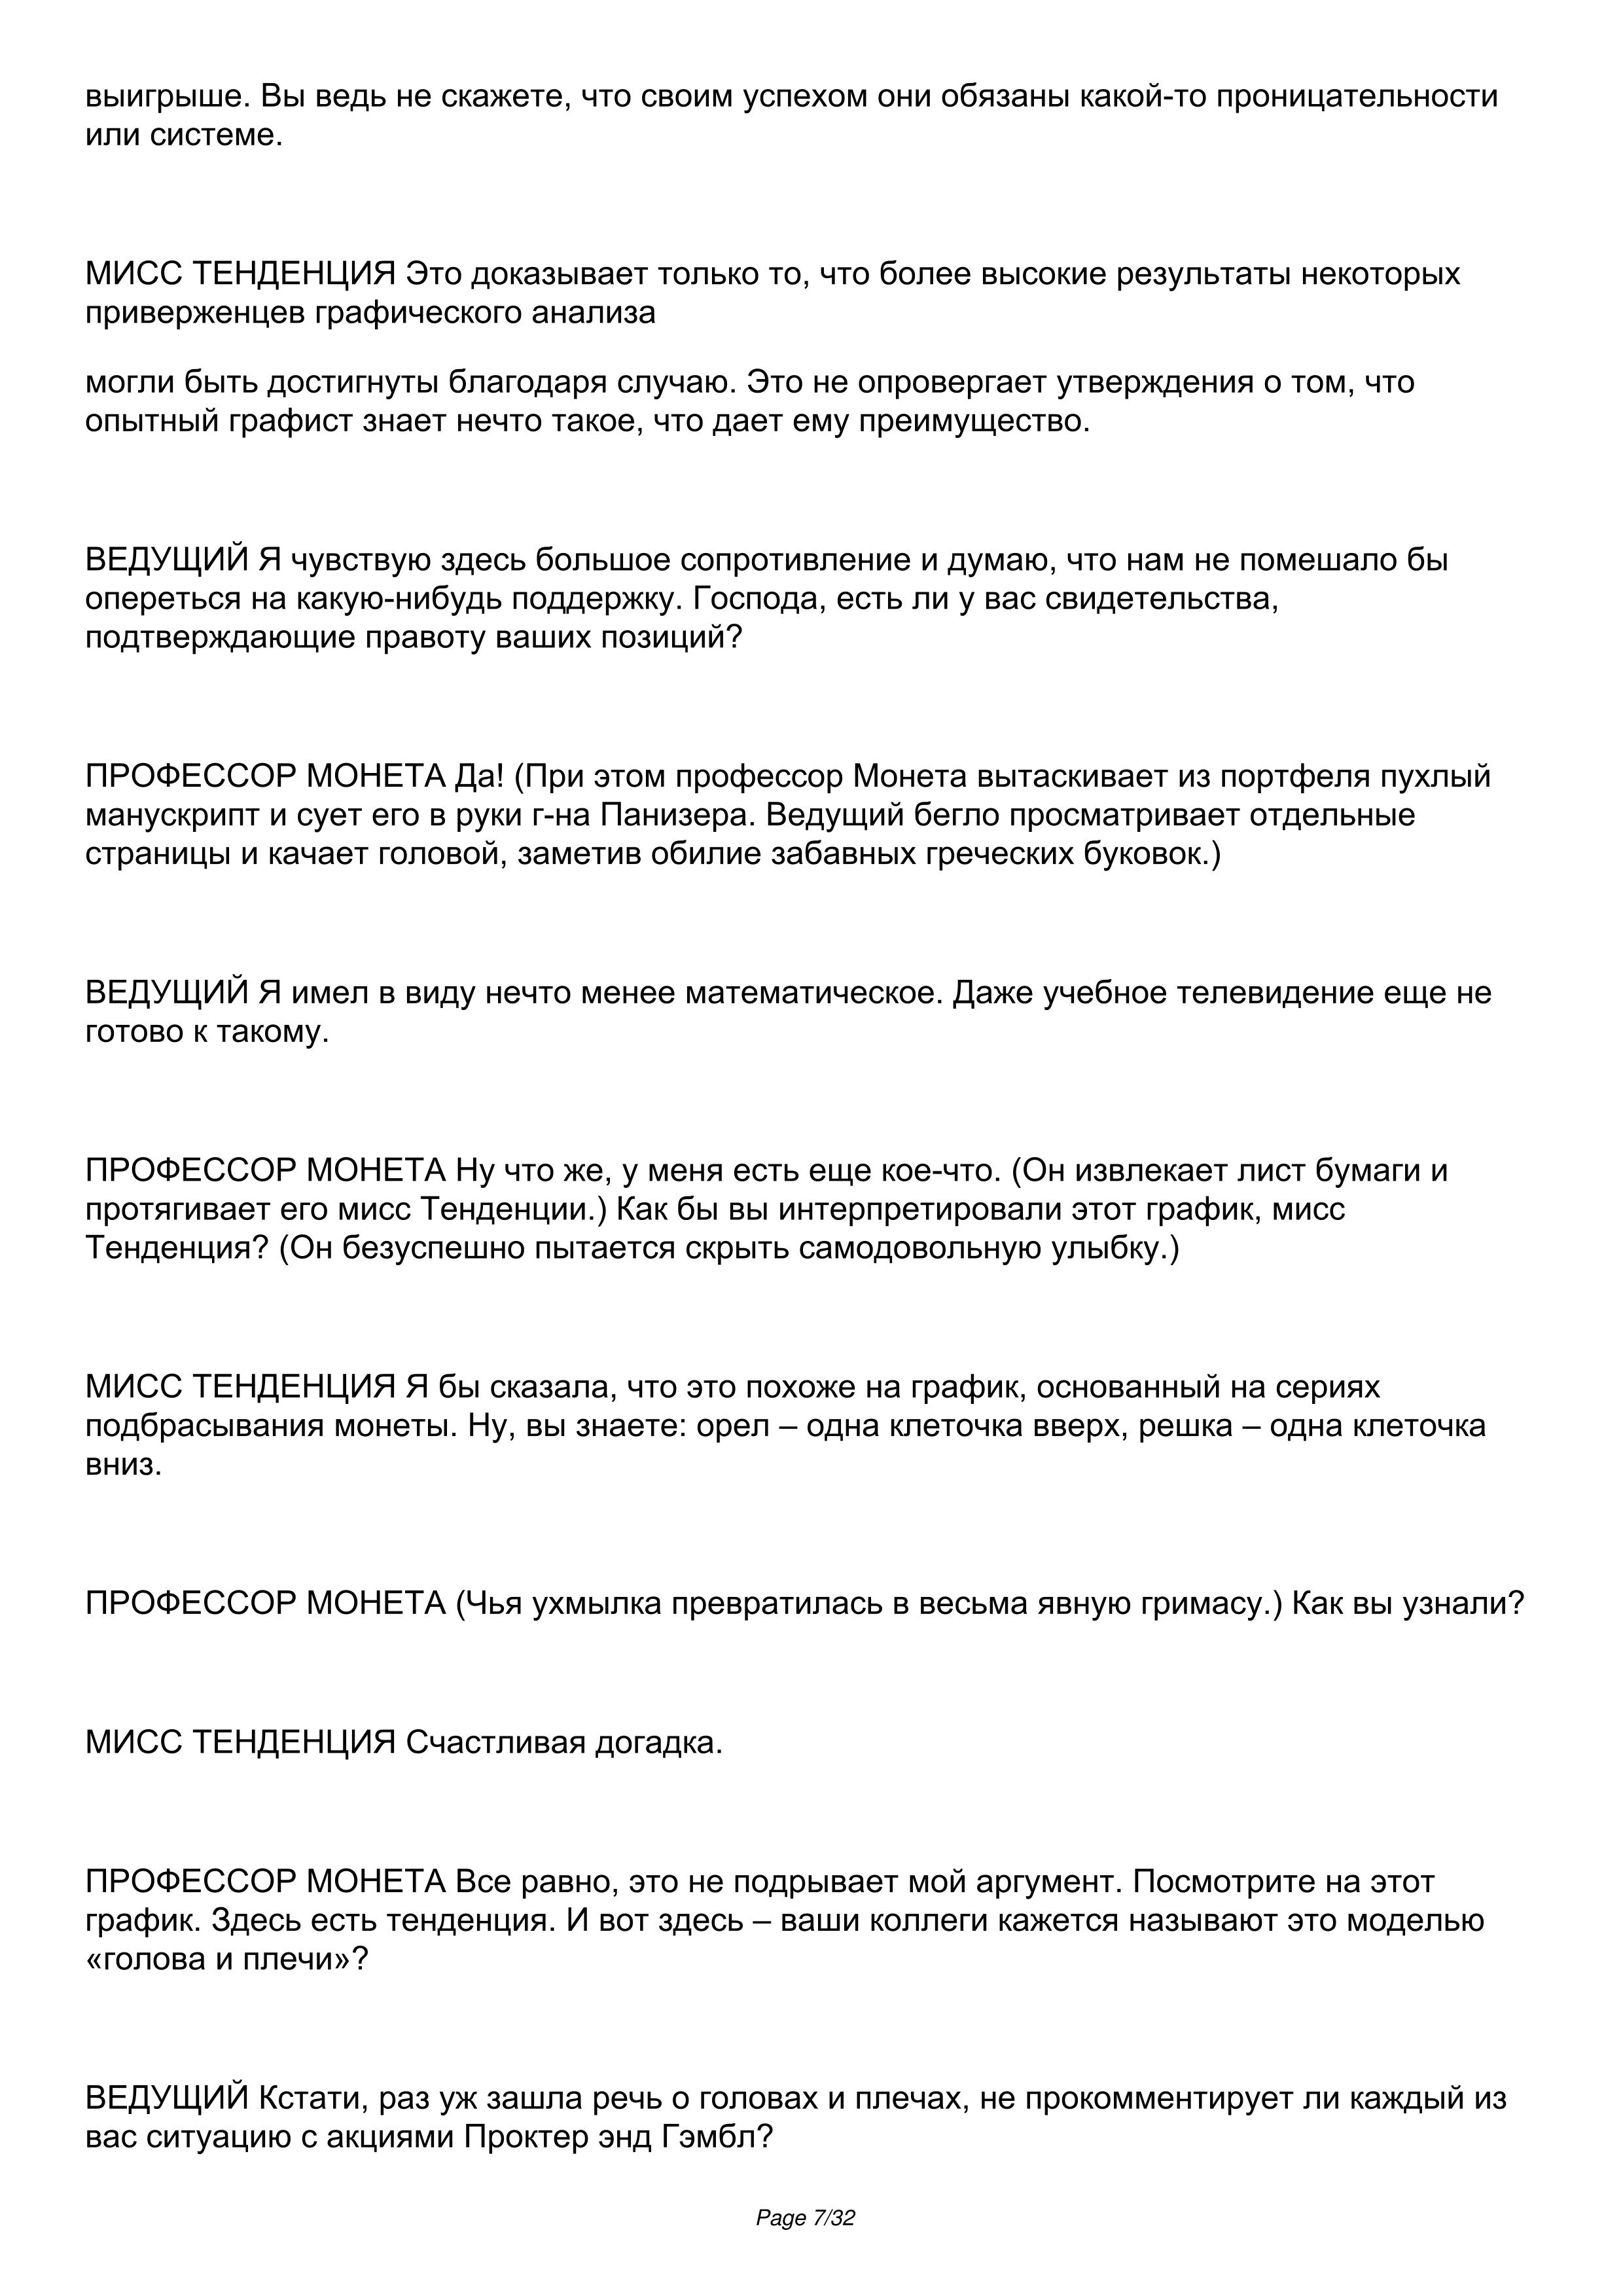 выигрыше. Вы ведь не скажете, что своим успехом они обязаны какой-то проницательности
или системе.
МИСС ТЕНДЕНЦИЯ Это доказывает только то, что более высокие результаты некоторых
приверженцев графического анализа
могли быть достигнуты благодаря случаю. Это не опровергает утверждения о том, что
опытный графист знает нечто такое, что дает ему преимущество.
ВЕДУЩИЙ Я чувствую здесь большое сопротивление и думаю, что нам не помешало бы
опереться на какую-нибудь поддержку. Господа, есть ли у вас свидетельства,
подтверждающие правоту ваших позиций?
ПРОФЕССОР МОНЕТА Да! (При этом профессор Монета вытаскивает из портфеля пухлый
манускрипт и сует его в руки г-на Панизера. Ведущий бегло просматривает отдельные
страницы и качает головой, заметив обилие забавных греческих буковок.)
ВЕДУЩИЙ Я имел в виду нечто менее математическое. Даже учебное телевидение еще не
готово к такому.
ПРОФЕССОР МОНЕТА Ну что же, у меня есть еще кое-что. (Он извлекает лист бумаги и
протягивает его мисс Тенденции.) Как бы вы интерпретировали этот график, мисс
Тенденция? (Он безуспешно пытается скрыть самодовольную улыбку.)
МИСС ТЕНДЕНЦИЯ Я бы сказала, что это похоже на график, основанный на сериях
подбрасывания монеты. Ну, вы знаете: орел – одна клеточка вверх, решка – одна клеточка
вниз.
ПРОФЕССОР МОНЕТА (Чья ухмылка превратилась в весьма явную гримасу.) Как вы узнали?
МИСС ТЕНДЕНЦИЯ Счастливая догадка.
ПРОФЕССОР МОНЕТА Все равно, это не подрывает мой аргумент. Посмотрите на этот
график. Здесь есть тенденция. И вот здесь – ваши коллеги кажется называют это моделью
«голова и плечи»?
ВЕДУЩИЙ Кстати, раз уж зашла речь о головах и плечах, не прокомментирует ли каждый из
вас ситуацию с акциями Проктер энд Гэмбл?
Page 7/32